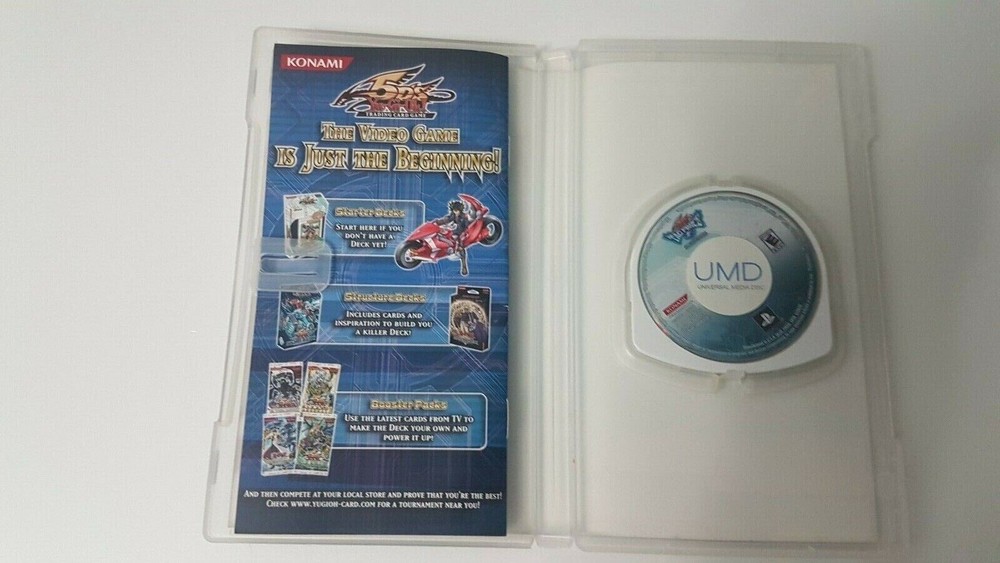 KONAMI
5D's
TRADING CARD GAME
THE VIDEO GAME
IS JUST THE BEGINNING!
Starter Decks
START HERE IF YOU
DON'T HAVE A
DECK YET!
Structure Decks
INCLUDES CARDS AND
INSPIRATION TO BUILD YOU
A KILLER DECK!
Booster Packs
USE THE LATEST CARDS FROM TV TO
MAKE THE DECK YOUR OWN AND
POWER IT UP!
AND THEN COMPETE AT YOUR LOCAL STORE AND PROVE THAT YOU'RE THE BEST!
CHECK WWW.YUGIOH-CARD.COM FOR A TOURNAMENT NEAR YOU!
UMD
UNIVERSAL MEDIA DISC
KONAMI